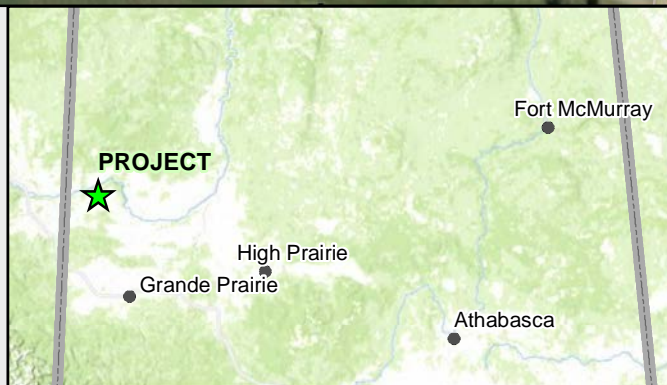 Fort McMurray
PROJECT
High Prairie
Grande Prairie
Athabasca